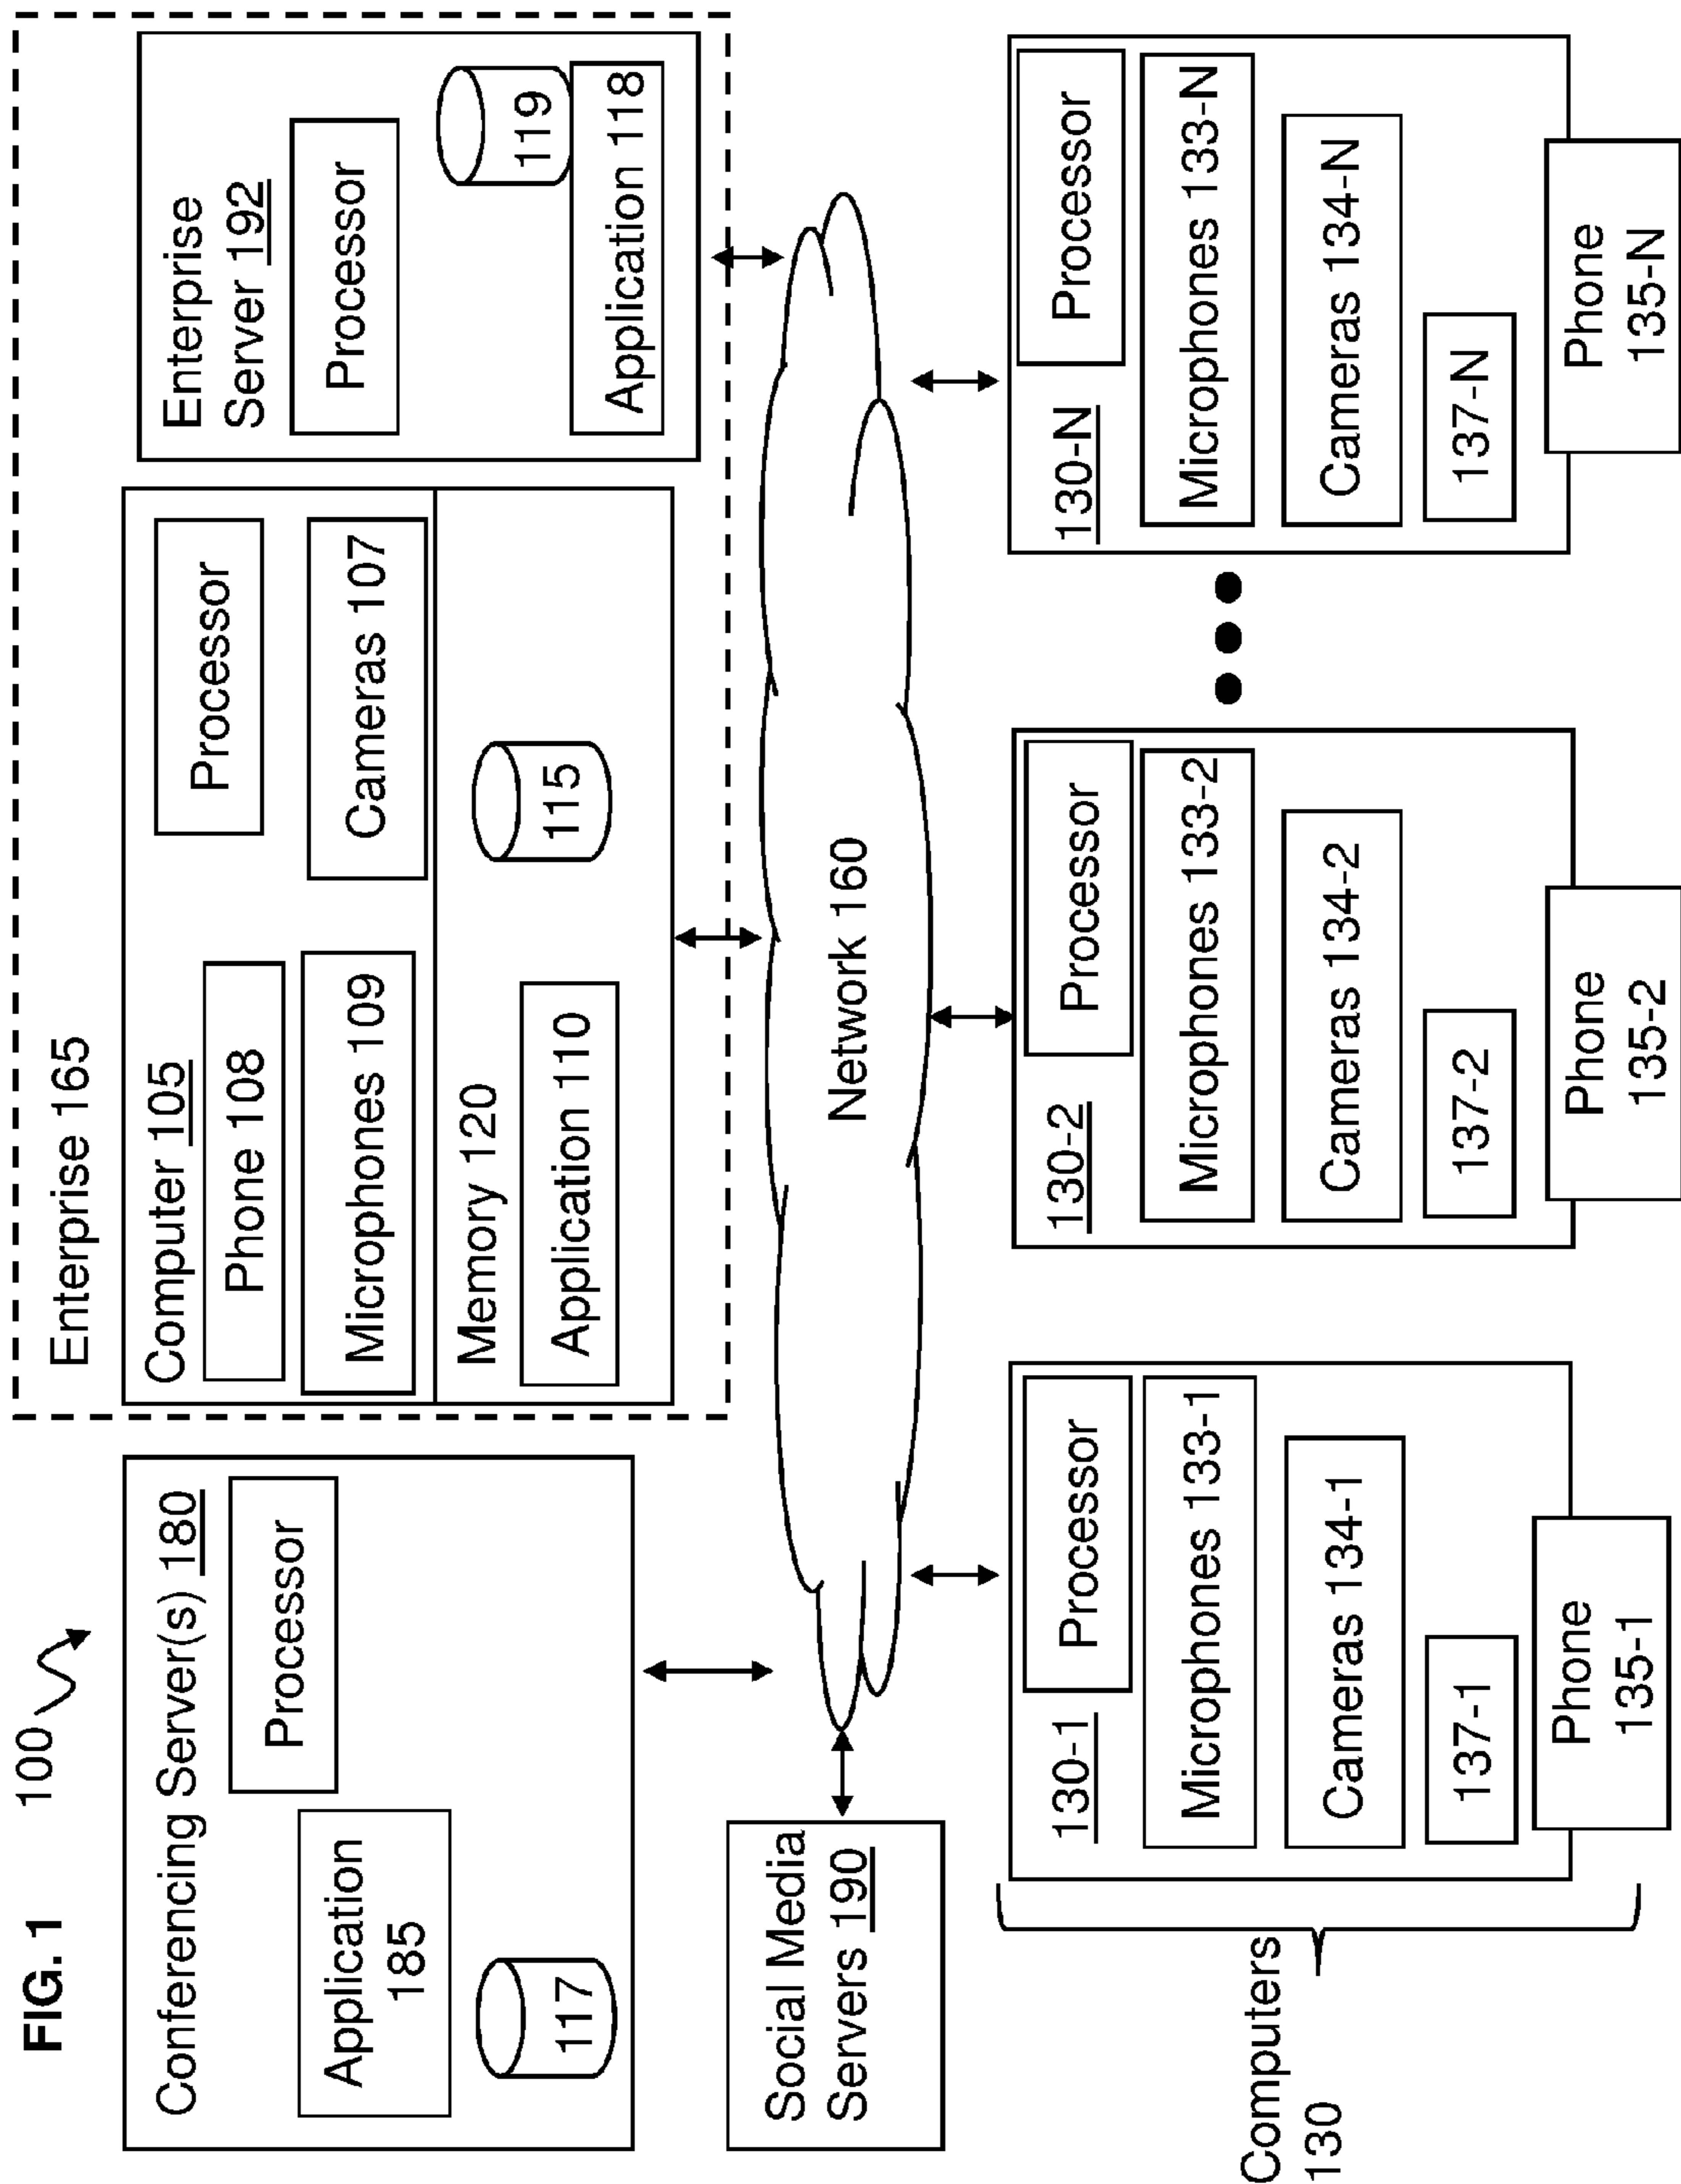 FIG. 1
100
Conferencing Server(s) 180
Processor
Application
185
117
Enterprise 165
Computer 105
Phone 108
Microphones 109
Processor
Cameras 107
Memory 120
Application 110
115
Enterprise
Server 192
Processor
119
Application 118
Social Media
Servers 190
Network 160
Computers
130
130-1
Processor
Microphones 133-1
Cameras 134-1
137-1
Phone
135-1
130-2
Processor
Microphones 133-2
Cameras 134-2
137-2
Phone
135-2
130-N
Processor
Microphones 133-N
Cameras 134-N
137-N
Phone
135-N